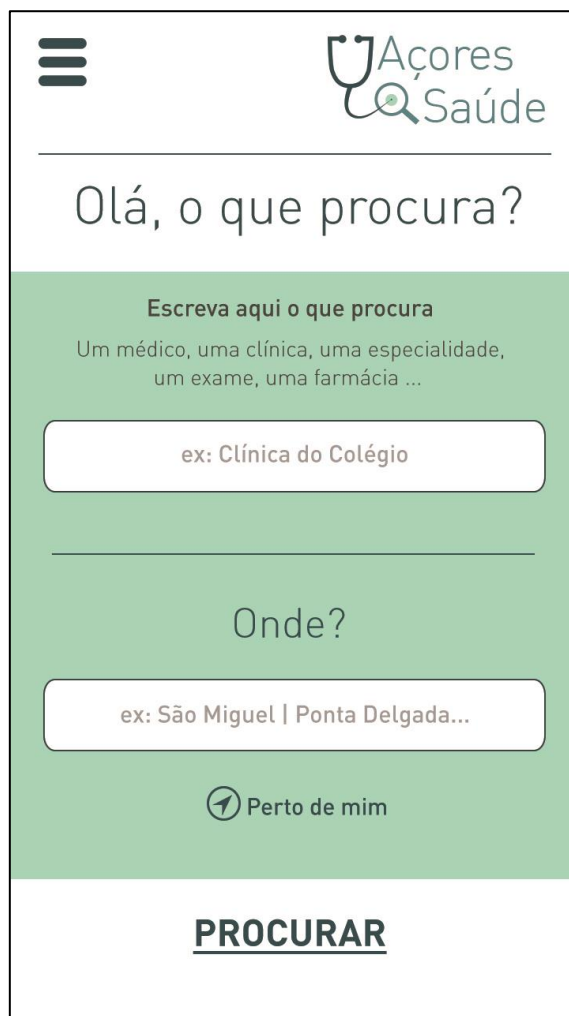 Açores
Saúde
Olá, o que procura?
Escreva aqui o que procura
Um médico, uma clínica, uma especialidade,
um exame, uma farmácia ...
ex: Clínica do Colégio
Onde?
ex: São Miguel | Ponta Delgada...
Perto de mim
PROCURAR